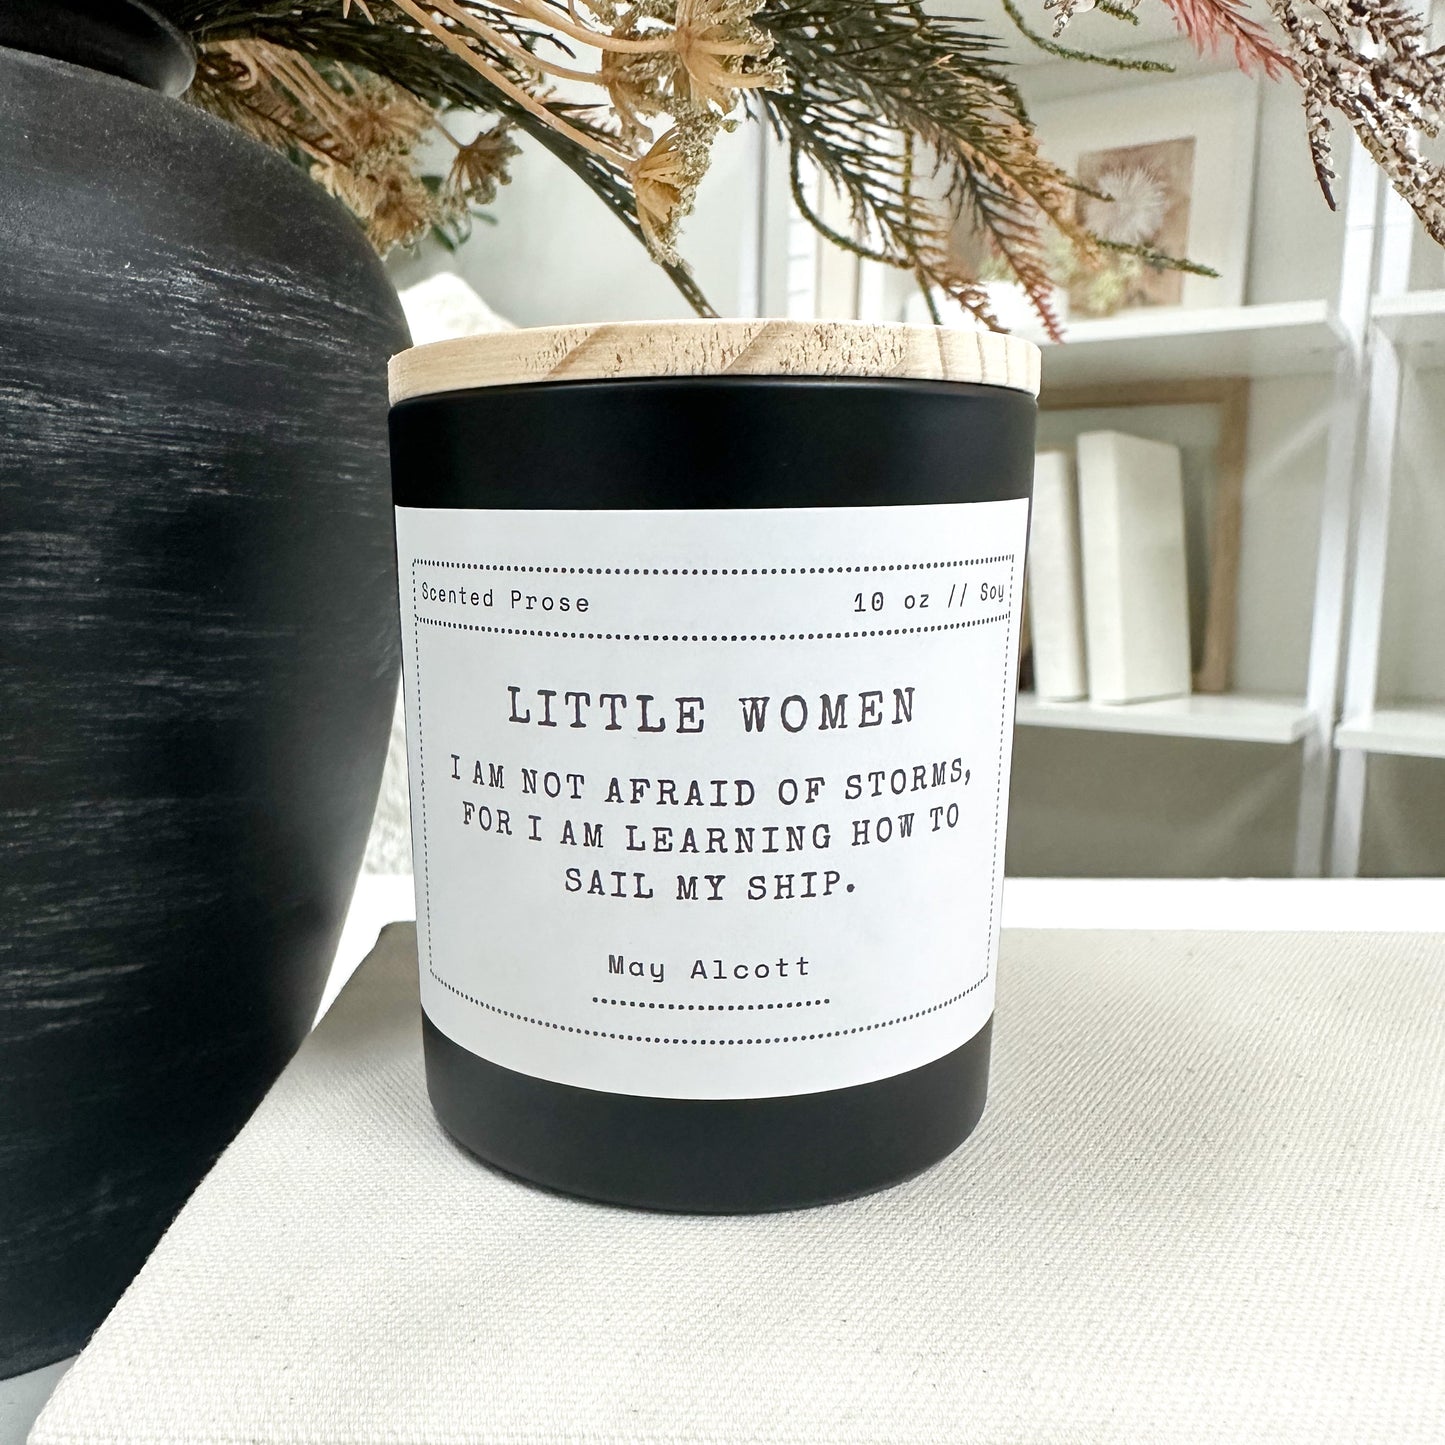 Scented Prose 10 oz // Soy
LITTLE WOMEN
I AM NOT AFRAID OF STORMS,
FOR I AM LEARNING HOW TO
SAIL MY SHIP.
May Alcott